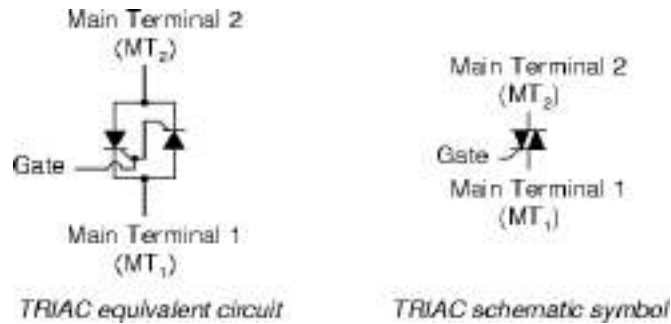 Main Terminal 2
(MT2)
Gate
Main Terminal 1
(MT1)
TRIAC equivalent circuit
Main Terminal 2
(MT2)
Gate
Main Terminal 1
(MT1)
TRIAC schematic symbol